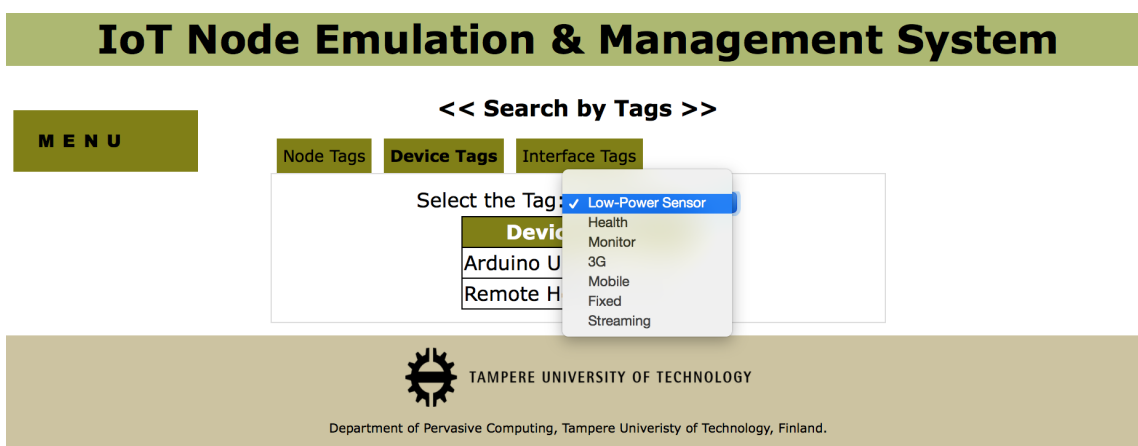 IoT Node Emulation & Management System
<< Search by Tags >>
M E N U
Node Tags Device Tags Interface Tags
Select the Tag:
✓ Low-Power Sensor
Health
Monitor
3G
Mobile
Fixed
Streaming
Devic
Arduino U
Remote H
TAMPERE UNIVERSITY OF TECHNOLOGY
Department of Pervasive Computing, Tampere Univeristy of Technology, Finland.